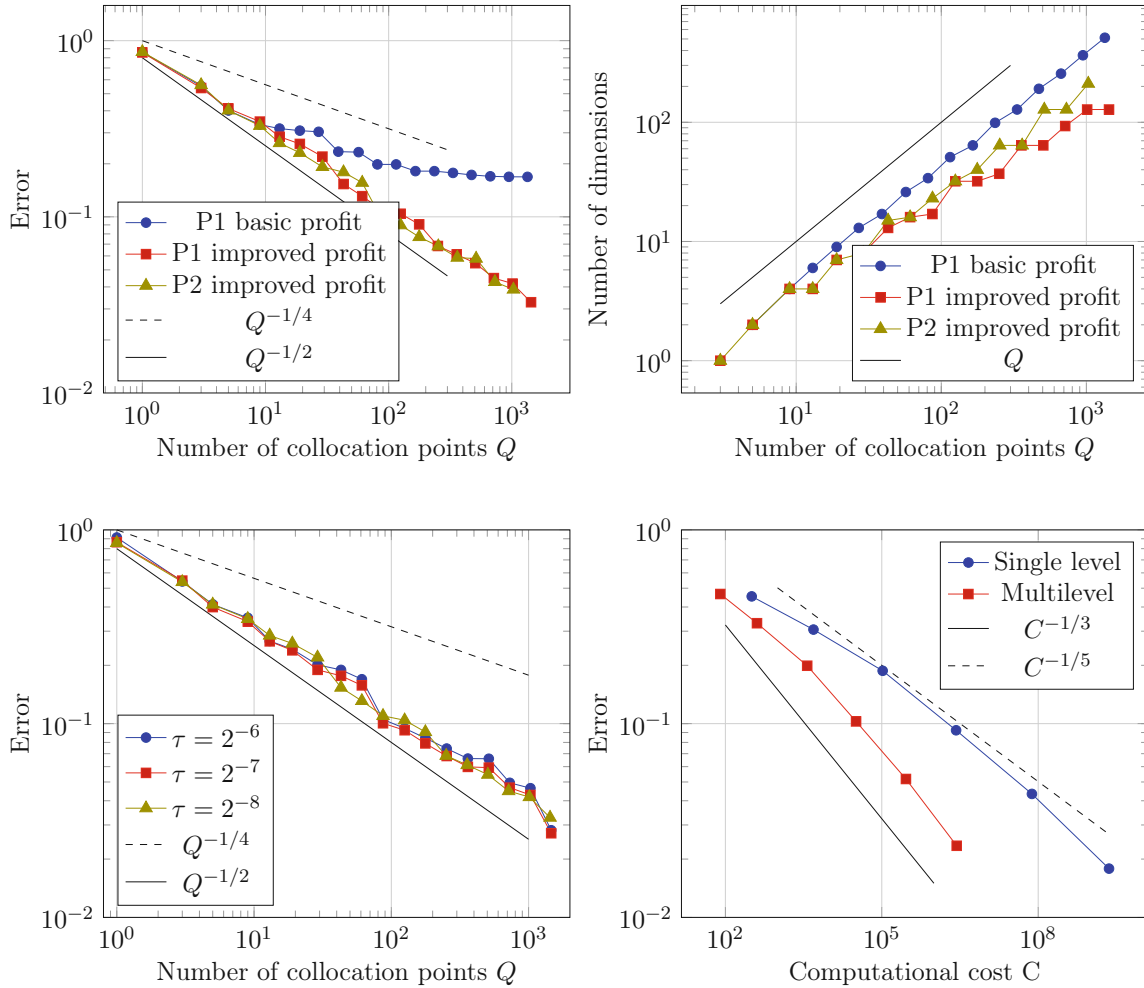 10^0
10^-1
10^-2
Error
P1 basic profit
P1 improved profit
P2 improved profit
Q^-1/4
Q^-1/2
10^0
10^1
10^2
10^3
Number of collocation points Q
10^2
10^1
10^0
Number of dimensions
P1 basic profit
P1 improved profit
P2 improved profit
Q
10^1
10^2
10^3
Number of collocation points Q
10^0
10^-1
10^-2
Error
τ = 2^-6
τ = 2^-7
τ = 2^-8
Q^-1/4
Q^-1/2
10^0
10^1
10^2
10^3
Number of collocation points Q
10^0
10^-1
10^-2
Error
Single level
Multilevel
C^-1/3
C^-1/5
10^2
10^5
10^8
Computational cost C